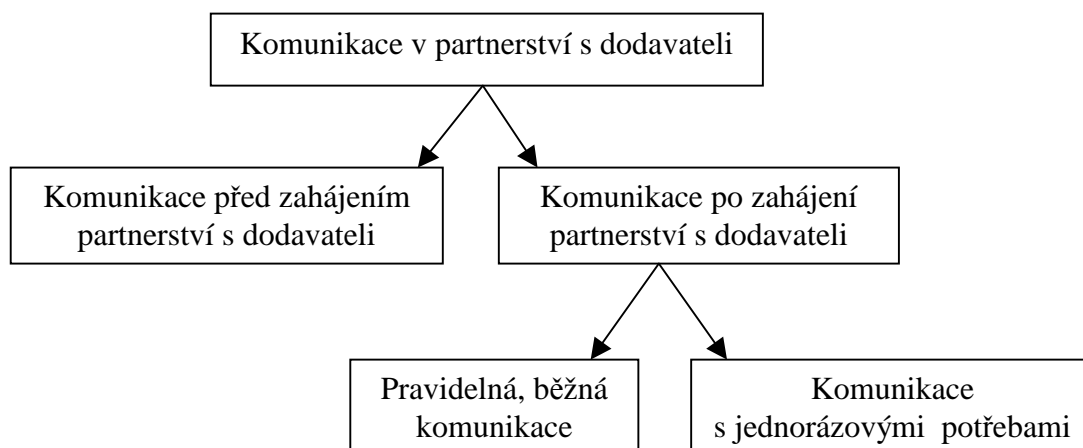 Komunikace v partnerství s dodavateli
Komunikace před zahájením
partnerství s dodavateli
Komunikace po zahájení
partnerství s dodavateli
Pravidelná, běžná
komunikace
Komunikace
s jednorázovými potřebami